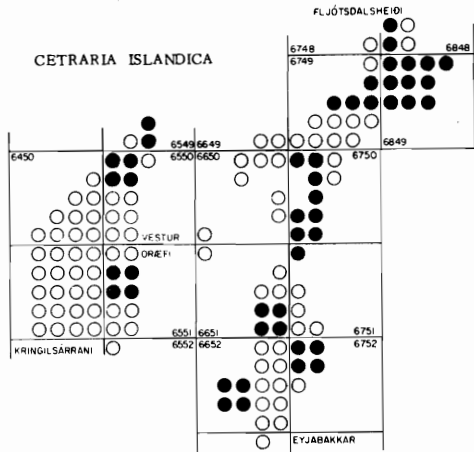 FLJÓTSDALSHEIÐI
CETRARIA ISLANDICA
6748 6848
6749
6549 6649 6849
6450 6550 6650 6750
VESTUR
ÖRÆFI
6551 6651 6751
KRINGILSÁRRANI 6552 6652 6752
EYJABAKKAR